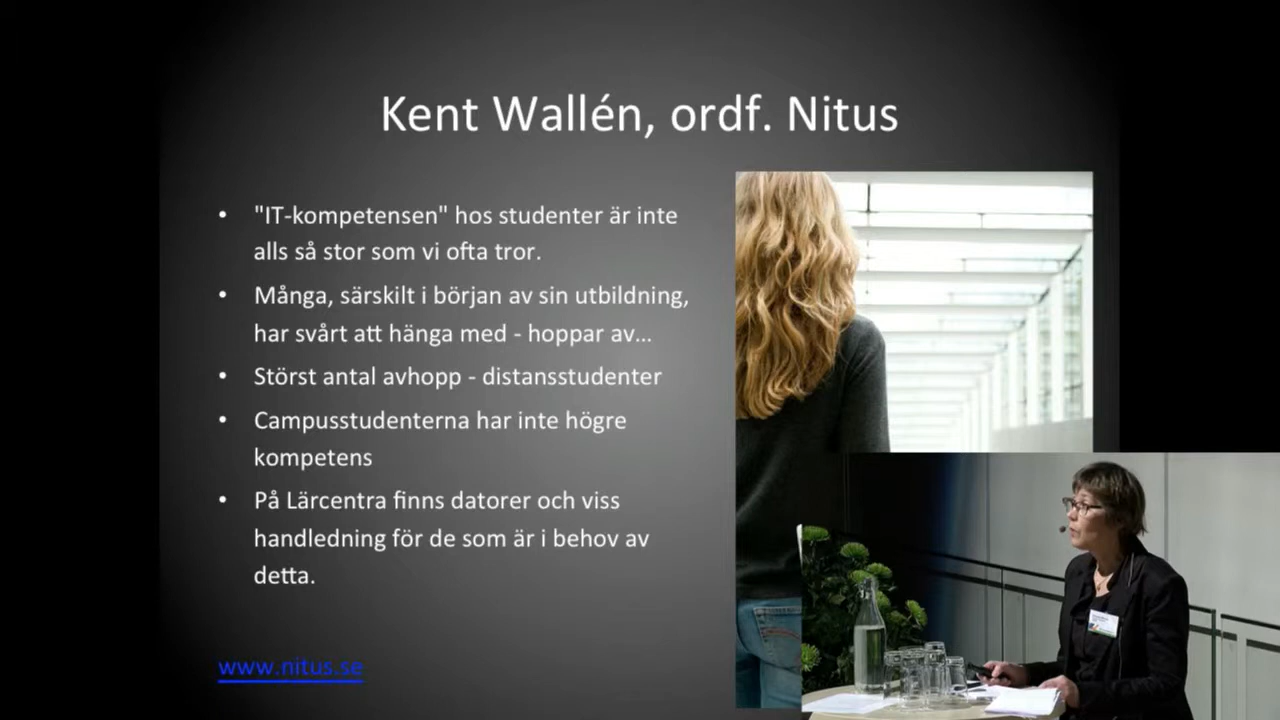 Kent Wallén, ordf. Nitus
• "IT-kompetensen" hos studenter är inte
alls så stor som vi ofta tror.
• Många, särskilt i början av sin utbildning,
har svårt att hänga med - hoppar av...
• Störst antal avhopp - distansstudenter
• Campusstudenterna har inte högre
kompetens
• På Lärcentra finns datorer och viss
handledning för de som är i behov av
detta.
www.nitus.se